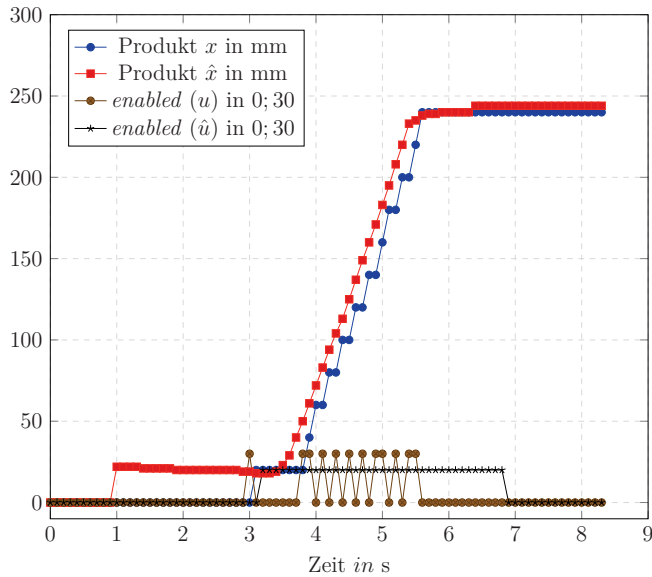 300
250
200
150
100
50
0
Produkt x in mm
Produkt x̂ in mm
enabled (u) in 0; 30
enabled (û) in 0; 30
0 1 2 3 4 5 6 7 8 9
Zeit in s